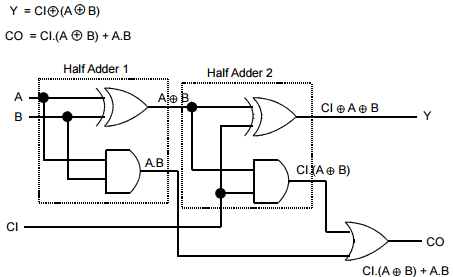 Y = CI⊕(A ⊕ B)
CO = CI.(A ⊕ B) + A.B
Half Adder 1
Half Adder 2
A
A ⊕ B
CI ⊕ A ⊕ B
B
Y
A.B
CI.(A ⊕ B)
CI
CO
CI.(A ⊕ B) + A.B